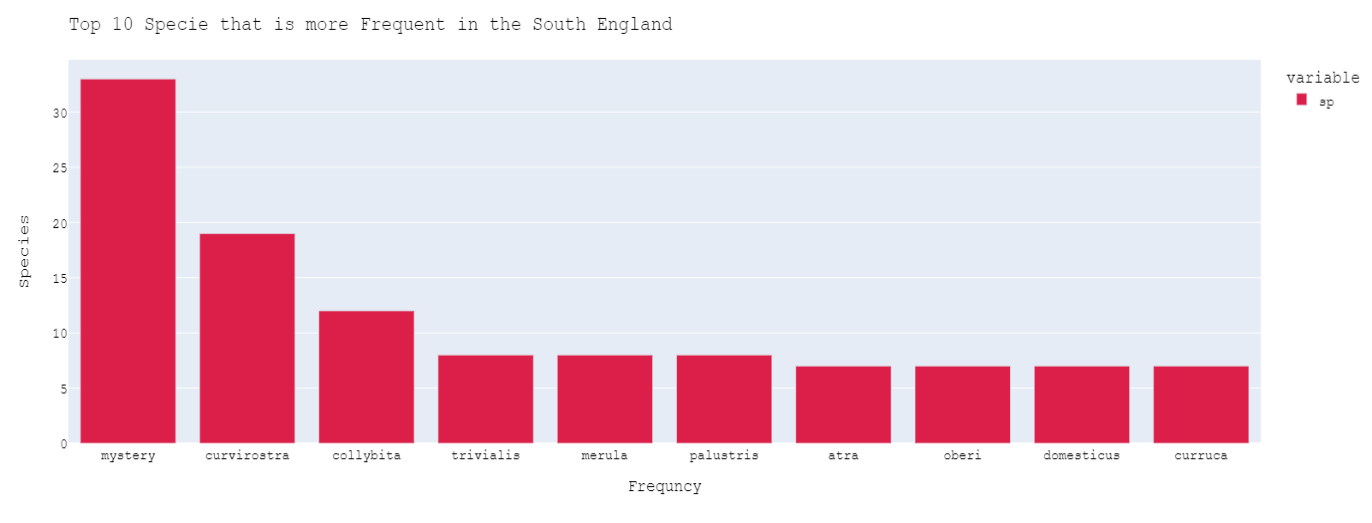 Top 10 Specie that is more Frequent in the South England
variable
sp
30
25
20
15
10
5
0
Species
mystery curvirostra collybita trivialis merula palustris atra oberi domesticus curruca
Frequncy